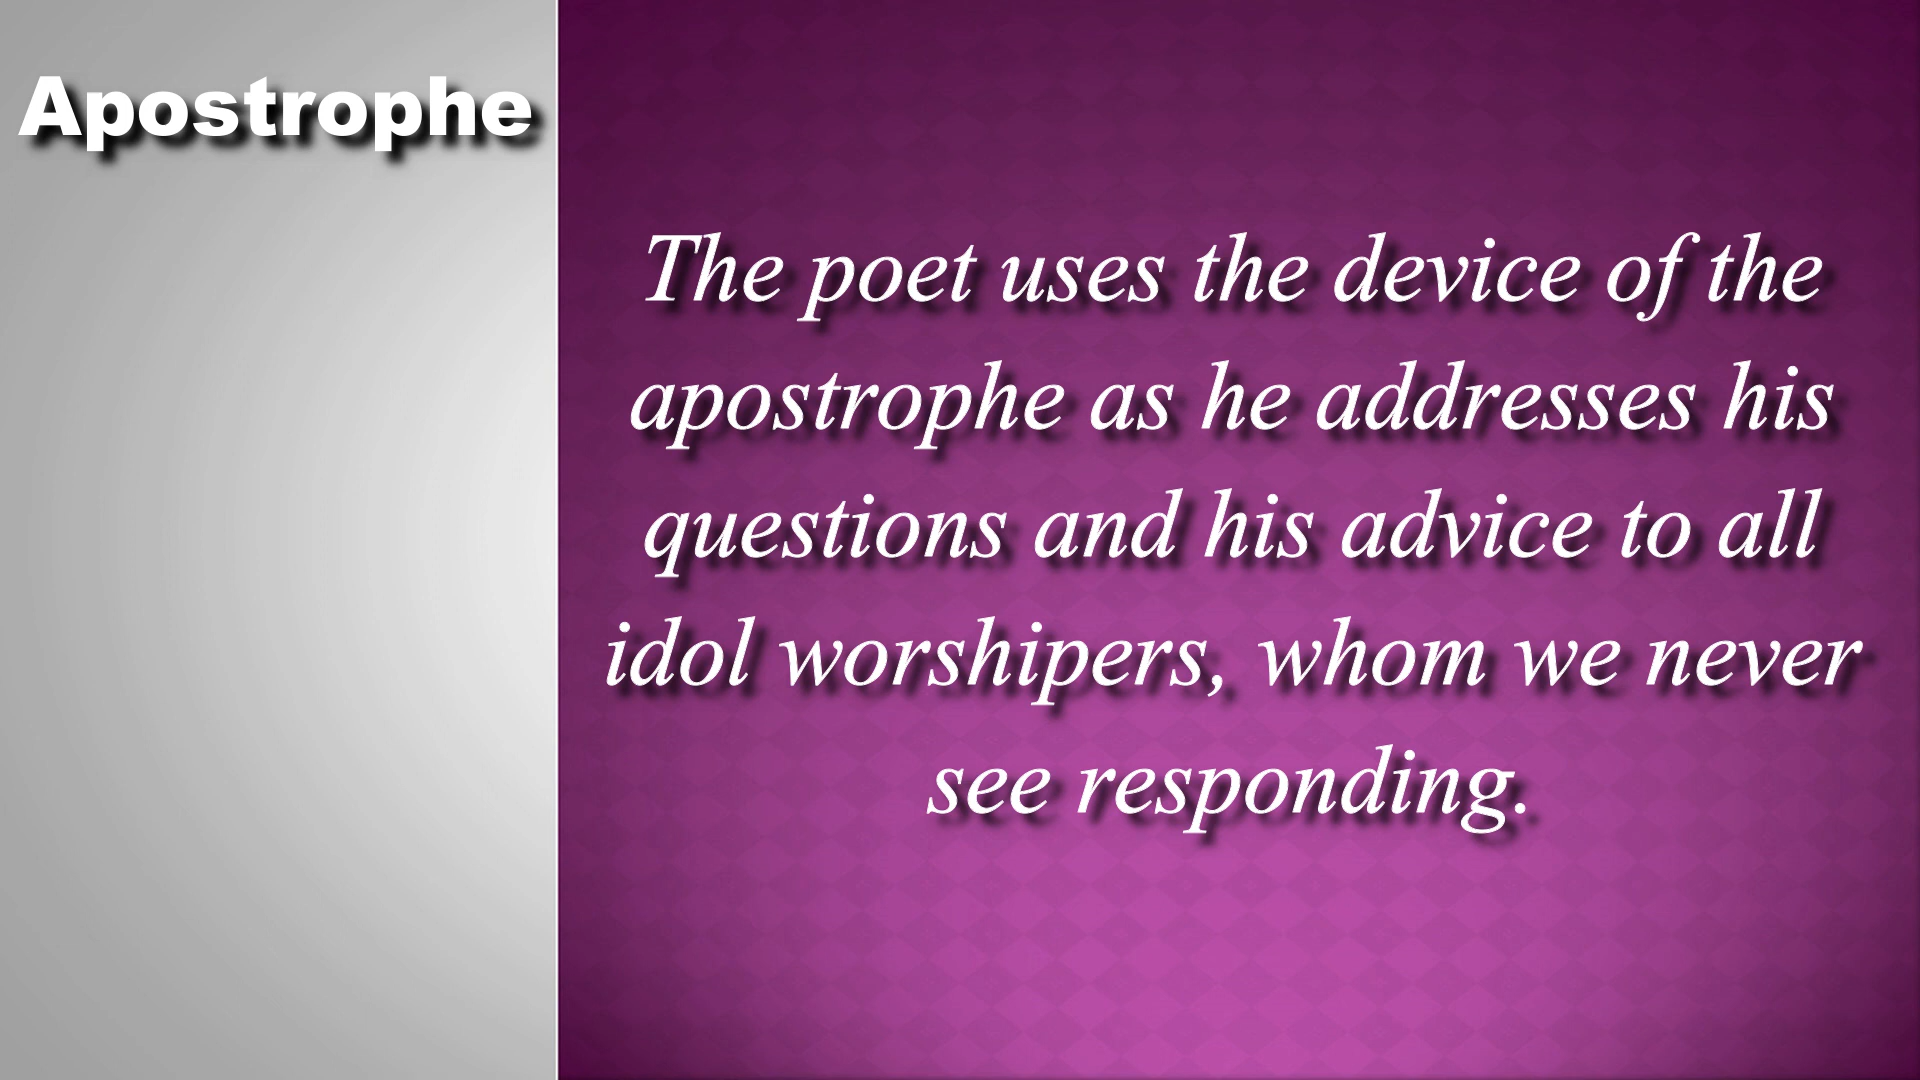 Apostrophe
The poet uses the device of the
apostrophe as he addresses his
questions and his advice to all
idol worshipers, whom we never
see responding.